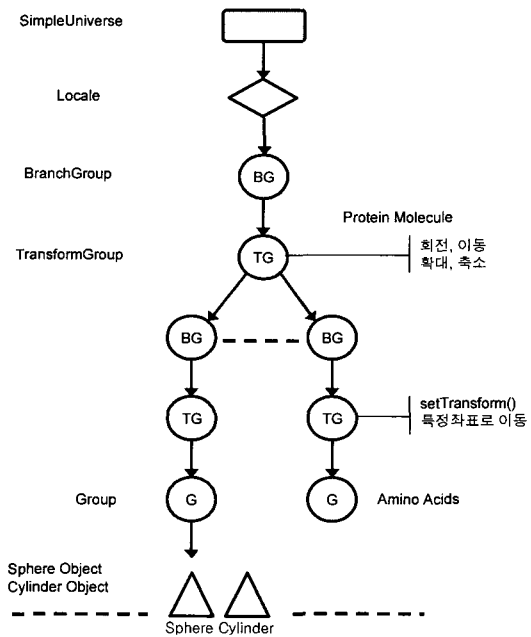 SimpleUniverse
Locale
BranchGroup
BG
Protein Molecule
TransformGroup
TG
회전, 이동
확대, 축소
BG
BG
TG
TG
setTransform()
특정좌표로 이동
Group
G
G
Amino Acids
Sphere Object
Cylinder Object
Sphere Cylinder